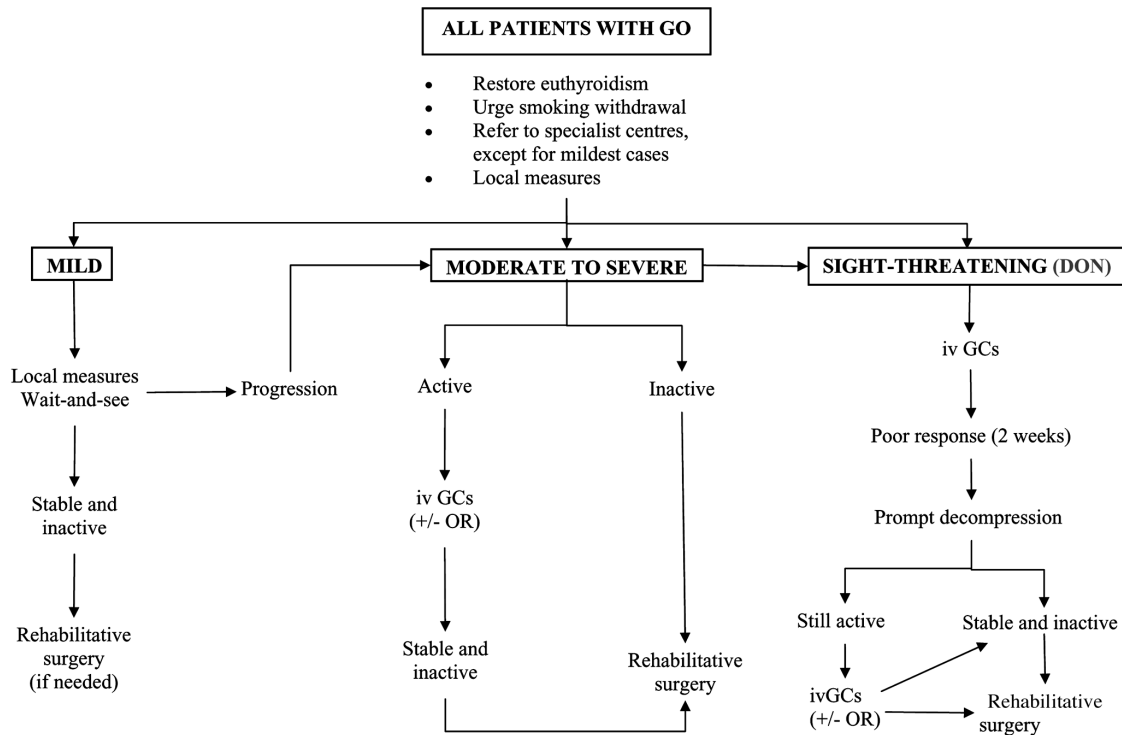 ALL PATIENTS WITH GO
• Restore euthyroidism
• Urge smoking withdrawal
• Refer to specialist centres,
except for mildest cases
• Local measures
MILD
MODERATE TO SEVERE
SIGHT-THREATENING (DON)
Local measures
Wait-and-see
Progression
Stable and
inactive
Rehabilitative
surgery
(if needed)
Active
iv GCs
(+/- OR)
Stable and
inactive
Inactive
Rehabilitative
surgery
iv GCs
Poor response (2 weeks)
Prompt decompression
Still active
ivGCs
(+/- OR)
Stable and inactive
Rehabilitative
surgery